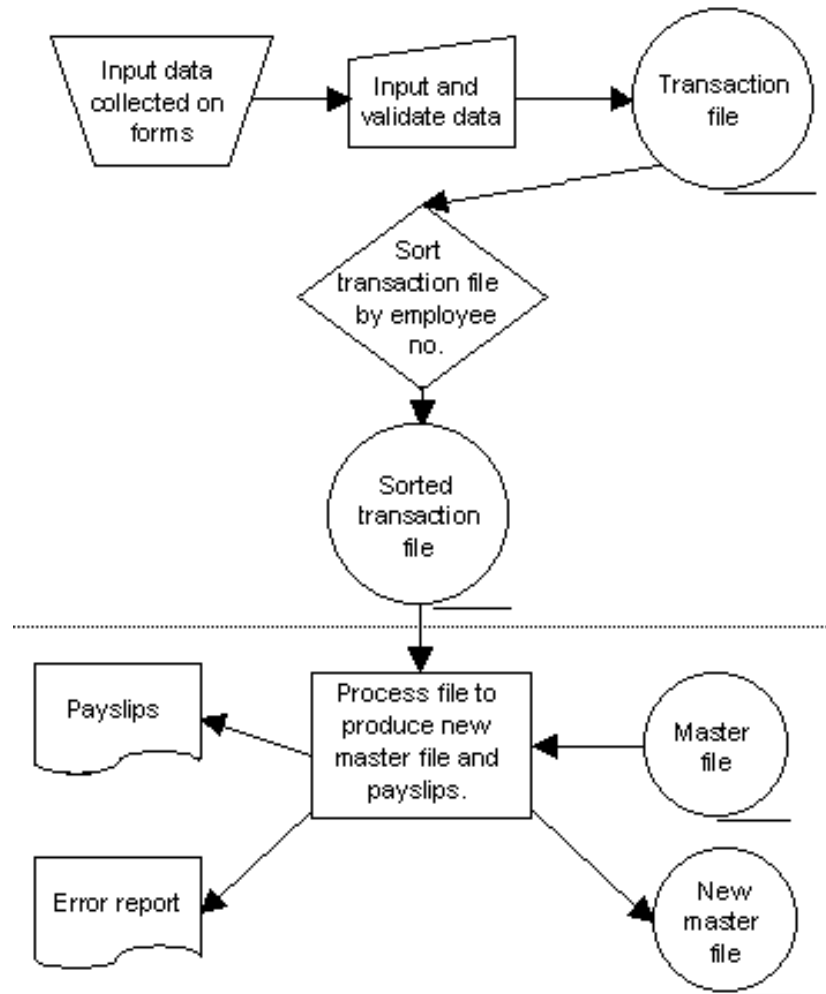 Input data
collected on
forms
Input and
validate data
Transaction
file
Sort
transaction file
by employee
no.
Sorted
transaction
file
Payslips
Process file to
produce new
master file and
payslips.
Master
file
Error report
New
master
file